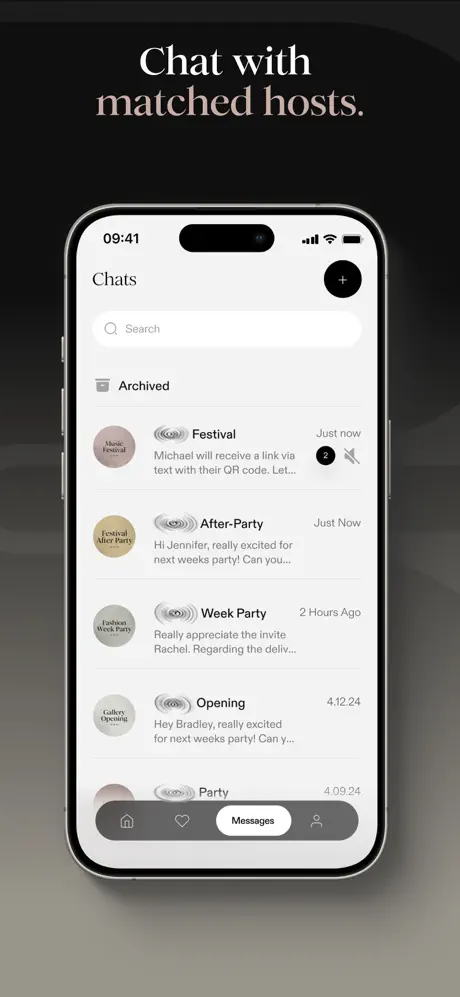 Chat with
matched hosts.
09:41
Chats
+
Search
Archived
Music
Festival
Festival
Just now
Michael will receive a link via
text with their QR code. Let...
2
Festival
After Party
After-Party
Just Now
Hi Jennifer, really excited for
next weeks party! Can you...
Fashion
Week Party
Week Party
2 Hours Ago
Really appreciate the invite
Rachel. Regarding the deliv...
Gallery
Opening
Opening
4.12.24
Hey Bradley, really excited
for next weeks party! Can y...
Party
4.09.24
Messages